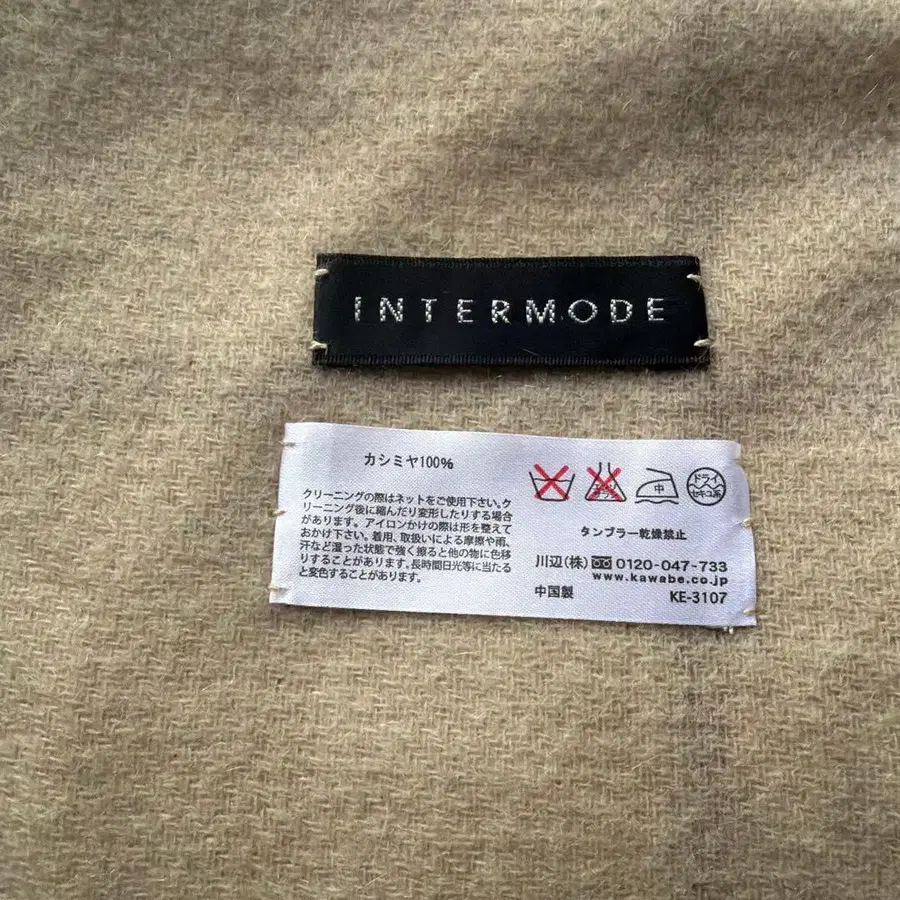 INTERMODE
カシミヤ100%
クリーニングの際はネットをご使用下さい。ク
リーニング後に縮んだり変形したりする場合
があります。アイロンかけの際は形を整えて
おかけ下さい。着用、取扱いによる摩擦や雨、
汗など湿った状態で強く擦ると他の物に色移
りすることがあります。長時間日光等に当たる
と変色することがあります。
エンソ
サラシ
中
ドライ
セキユ系
タンブラー乾燥禁止
川辺(株) 0120-047-733
www.kawabe.co.jp
中国製 KE-3107